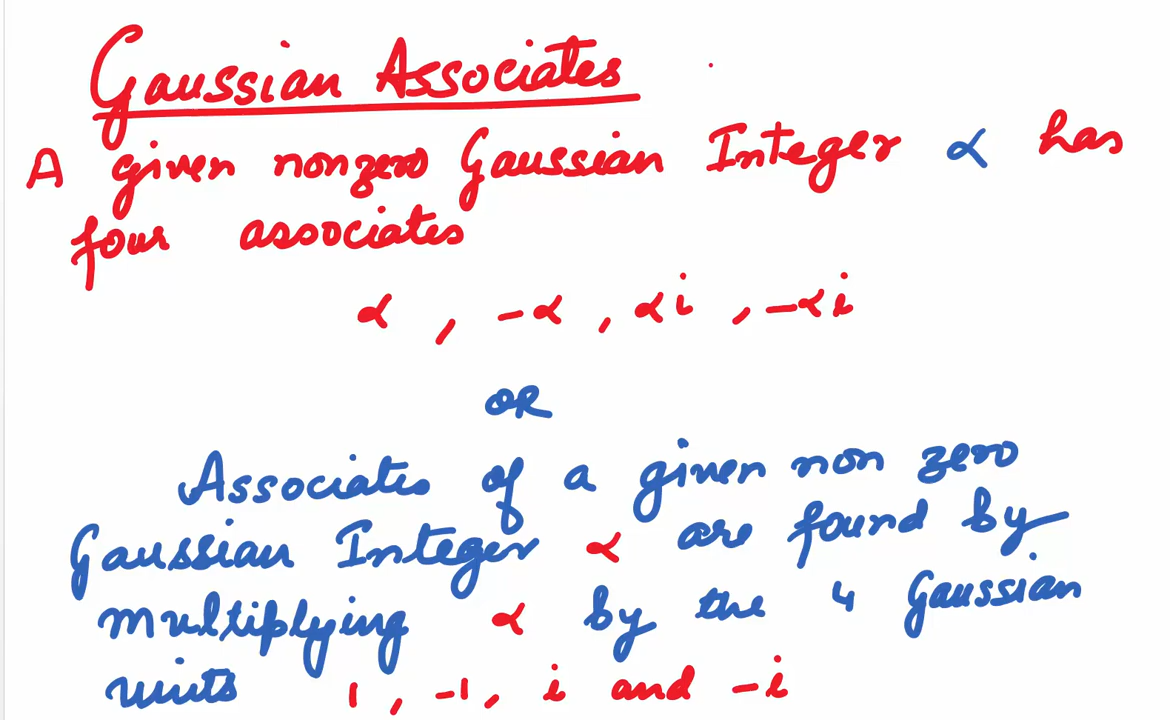 Gaussian Associates
A given nonzero Gaussian Integer α has
four associates
α , -α , αi , -αi
OR
Associates of a given non zero
Gaussian Integer α are found by
multiplying α by the 4 Gaussian
units 1 , -1, i and -i